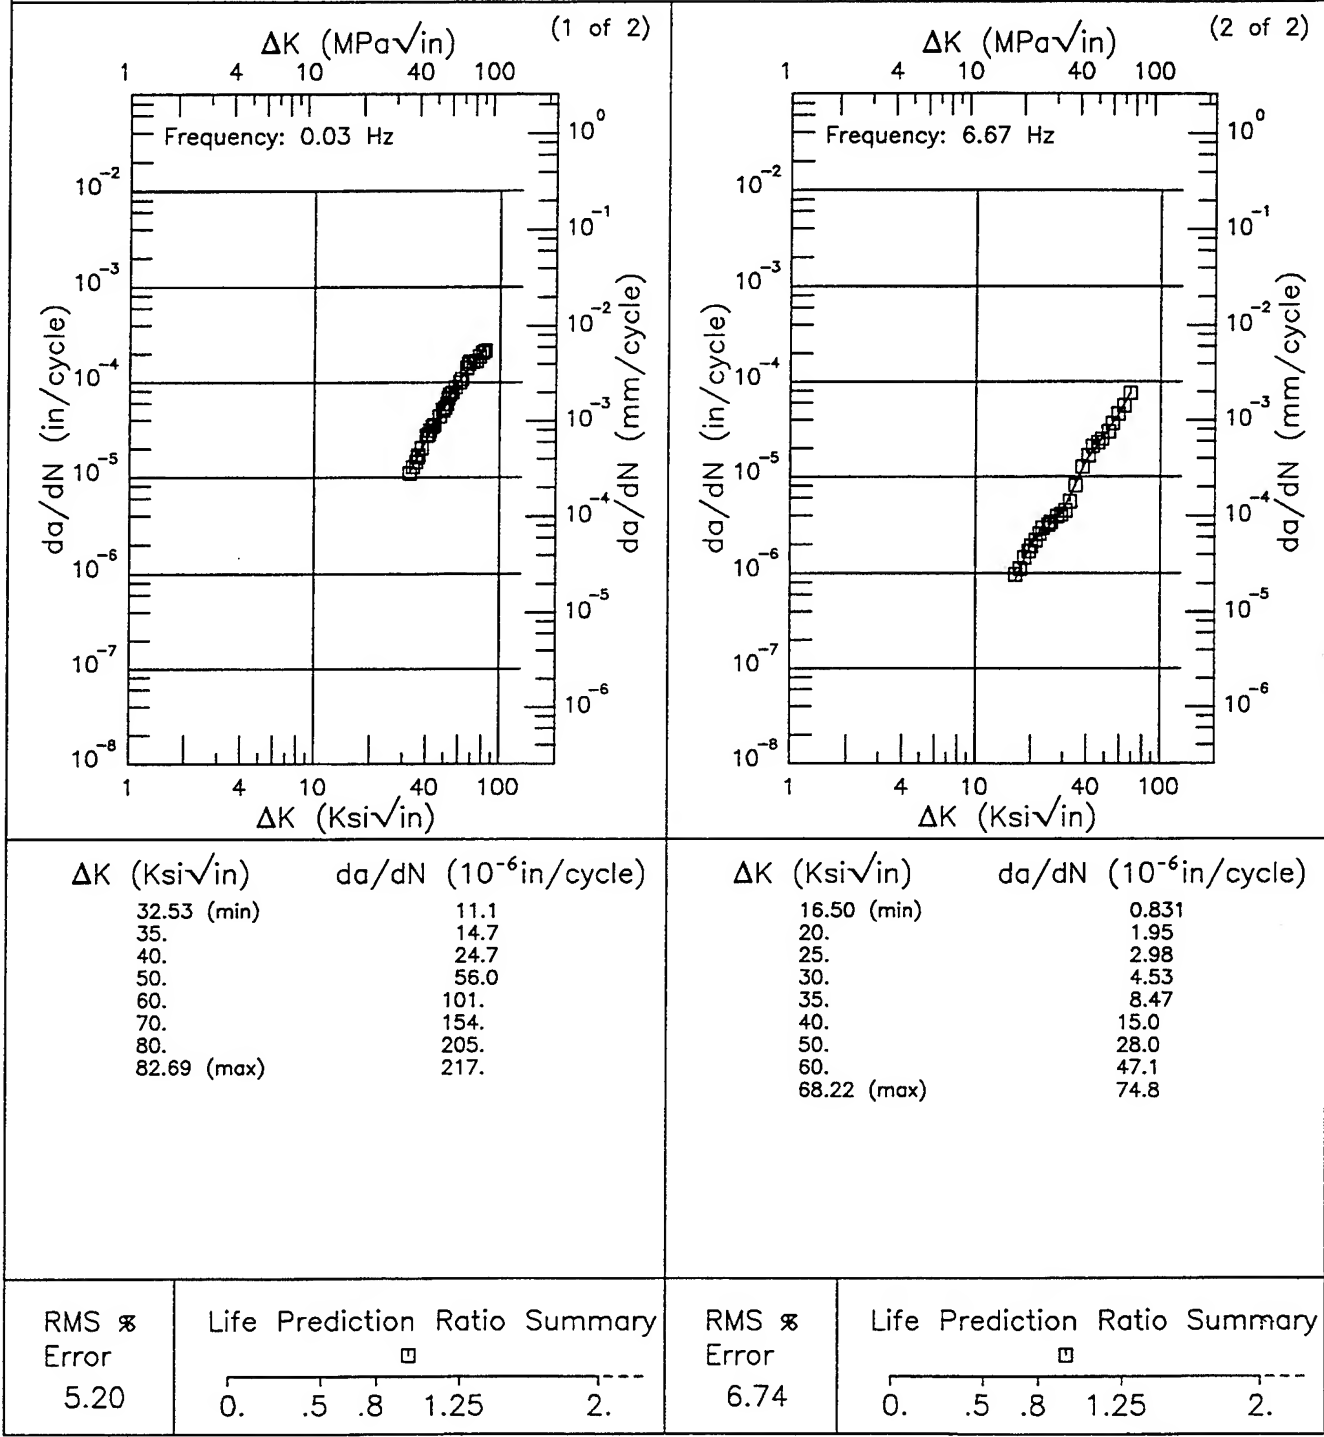 (1 of 2)
ΔK (MPa√in)
1 4 10 40 100
Frequency: 0.03 Hz
10⁰
10⁻²
10⁻¹
10⁻³
10⁻²
10⁻⁴
10⁻³
10⁻⁵
10⁻⁴
10⁻⁶
10⁻⁵
10⁻⁷
10⁻⁶
10⁻⁸
da/dN (in/cycle)
da/dN (mm/cycle)
1 4 10 40 100
ΔK (Ksi√in)
(2 of 2)
ΔK (MPa√in)
1 4 10 40 100
Frequency: 6.67 Hz
10⁰
10⁻²
10⁻¹
10⁻³
10⁻²
10⁻⁴
10⁻³
10⁻⁵
10⁻⁴
10⁻⁶
10⁻⁵
10⁻⁷
10⁻⁶
10⁻⁸
da/dN (in/cycle)
da/dN (mm/cycle)
1 4 10 40 100
ΔK (Ksi√in)
ΔK (Ksi√in) da/dN (10⁻⁶in/cycle)
32.53 (min) 11.1
35. 14.7
40. 24.7
50. 56.0
60. 101.
70. 154.
80. 205.
82.69 (max) 217.
ΔK (Ksi√in) da/dN (10⁻⁶in/cycle)
16.50 (min) 0.831
20. 1.95
25. 2.98
30. 4.53
35. 8.47
40. 15.0
50. 28.0
60. 47.1
68.22 (max) 74.8
RMS %
Error
5.20
Life Prediction Ratio Summary
0. .5 .8 1.25 2.
RMS %
Error
6.74
Life Prediction Ratio Summary
0. .5 .8 1.25 2.